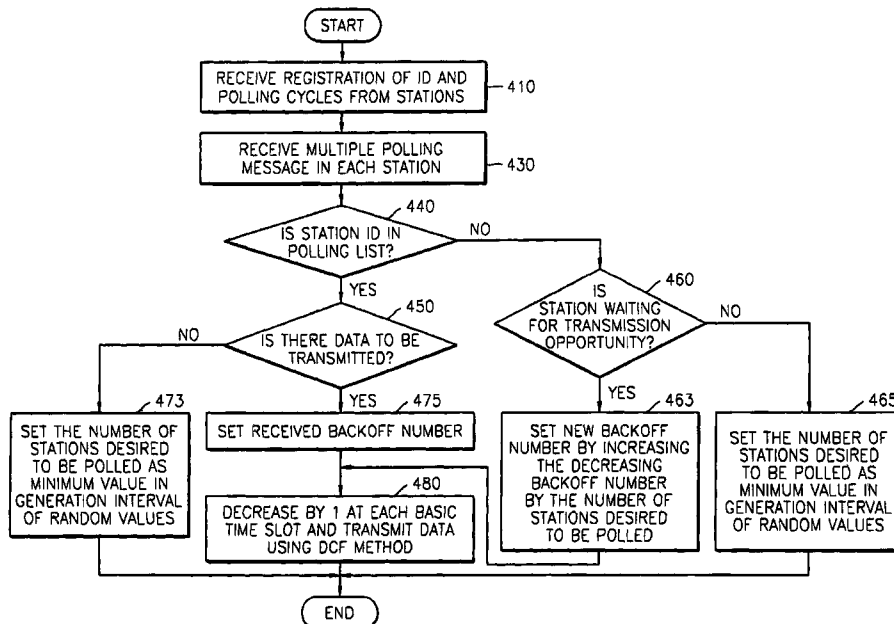 START
RECEIVE REGISTRATION OF ID AND
POLLING CYCLES FROM STATIONS
410
RECEIVE MULTIPLE POLLING
MESSAGE IN EACH STATION
430
440
IS STATION ID IN
POLLING LIST?
NO
YES
460
IS
STATION WAITING
FOR TRANSMISSION
OPPORTUNITY?
NO
YES
450
IS THERE DATA TO BE
TRANSMITTED?
NO
YES
473
SET THE NUMBER OF
STATIONS DESIRED
TO BE POLLED AS
MINIMUM VALUE IN
GENERATION INTERVAL
OF RANDOM VALUES
475
SET RECEIVED BACKOFF NUMBER
480
DECREASE BY 1 AT EACH BASIC
TIME SLOT AND TRANSMIT DATA
USING DCF METHOD
463
SET NEW BACKOFF
NUMBER BY INCREASING
THE DECREASING
BACKOFF NUMBER
BY THE NUMBER OF
STATIONS DESIRED
TO BE POLLED
465
SET THE NUMBER OF
STATIONS DESIRED
TO BE POLLED AS
MINIMUM VALUE IN
GENERATION INTERVAL
OF RANDOM VALUES
END